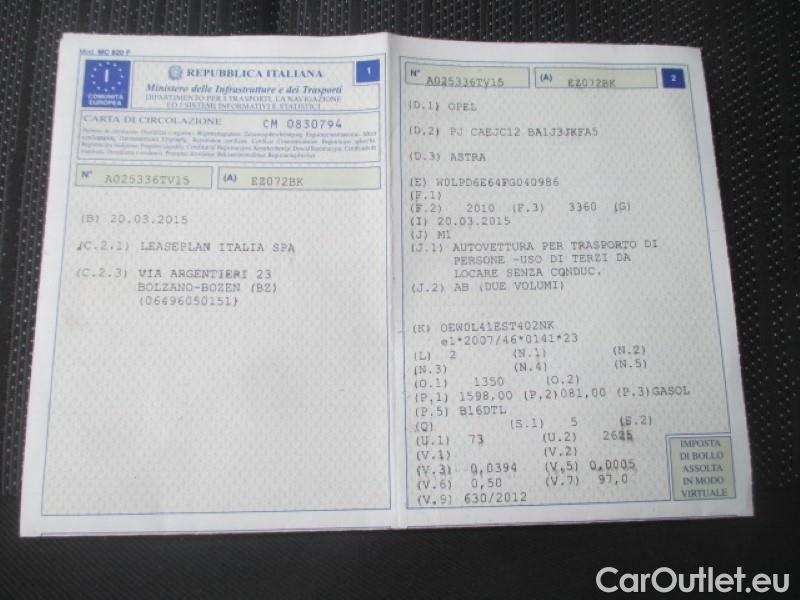 Mod. MC 820 F
I
COMUNITÀ
EUROPEA
REPUBBLICA ITALIANA
1
Ministero delle Infrastrutture e dei Trasporti
DIPARTIMENTO PER I TRASPORTI, LA NAVIGAZIONE
ED I SISTEMI INFORMATIVI E STATISTICI
CARTA DI CIRCOLAZIONE CM 0830794
N° A025336TV15 (A) EZ072BK
(B) 20.03.2015
(C.2.1) LEASEPLAN ITALIA SPA
(C.2.3) VIA ARGENTIERI 23
BOLZANO-BOZEN (BZ)
(06496050151)
N° A025336TV15 (A) EZ072BK 2
(D.1) OPEL
(D.2) PJ CAEJC12 BA1J3JKFA5
(D.3) ASTRA
(E) W0LPD6E64FG040986
(F.1)
(F.2) 2010 (F.3) 3360 (G)
(I) 20.03.2015
(J) M1
(J.1) AUTOVETTURA PER TRASPORTO DI
PERSONE -USO DI TERZI DA
LOCARE SENZA CONDUC.
(J.2) AB (DUE VOLUMI)
(K) OEW0L41EST402NK
e1*2007/46*0141*23
(L) 2 (N.1) (N.2)
(N.3) (N.4) (N.5)
(O.1) 1350 (O.2)
(P.1) 1598,00 (P.2)081,00 (P.3)GASOL
(P.5) B16DTL
(Q) (S.1) 5 (S.2)
(U.1) 73 (U.2) 2625
(V.1) (V.2)
(V.3) 0,0394 (V.5) 0,0005
(V.6) 0,50 (V.7) 97,0
(V.9) 630/2012
IMPOSTA
DI BOLLO
ASSOLTA
IN MODO
VIRTUALE
CarOutlet.eu